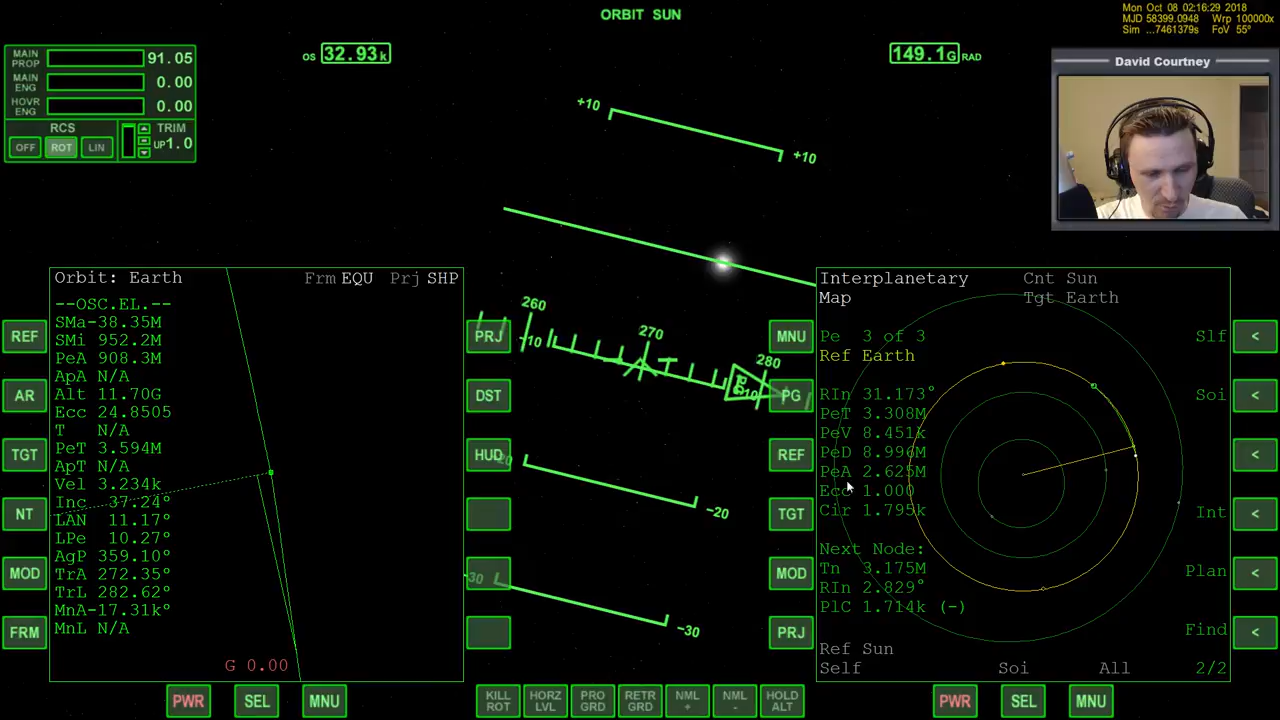 ORBIT SUN
Mon Oct 08 02:16:29 2018
MJD 58399.0948 Wrp 100000x
Sim ...7461379s FoV 55°
OS 32.93k
149.1G RAD
David Courtney
MAIN PROP 91.05
MAIN ENG 0.00
HOVR ENG 0.00
RCS
TRIM
OFF ROT LIN
UP 1.0
+10 +10
260
270
280
-10
-20 -20
-30 -30
Orbit: Earth Frm EQU Prj SHP
--OSC.EL.--
SMa-38.35M
SMi 952.2M
PeA 908.3M
ApA N/A
Alt 11.70G
Ecc 24.8505
T N/A
PeT 3.594M
ApT N/A
Vel 3.234k
Inc 37.24°
LAN 11.17°
LPe 10.27°
AgP 359.10°
TrA 272.35°
TrL 282.62°
MnA-17.31k°
MnL N/A
G 0.00
REF
AR
TGT
NT
MOD
FRM
PRJ
DST
HUD
PWR SEL MNU
KILL ROT
HORZ LVL
PRO GRD
RETR GRD
NML +
NML -
HOLD ALT
MNU
PG
REF
TGT
MOD
PRJ
Interplanetary Cnt Sun
Map Tgt Earth
Pe 3 of 3
Ref Earth
RIn 31.173°
PeT 3.308M
PeV 8.451k
PeD 8.996M
PeA 2.625M
Ecc 1.000
Cir 1.795k
Next Node:
Tn 3.175M
RIn 2.829°
PlC 1.714k (-)
Ref Sun
Self Soi All 2/2
Slf <
Soi <
<
Int <
Plan <
Find <
PWR SEL MNU